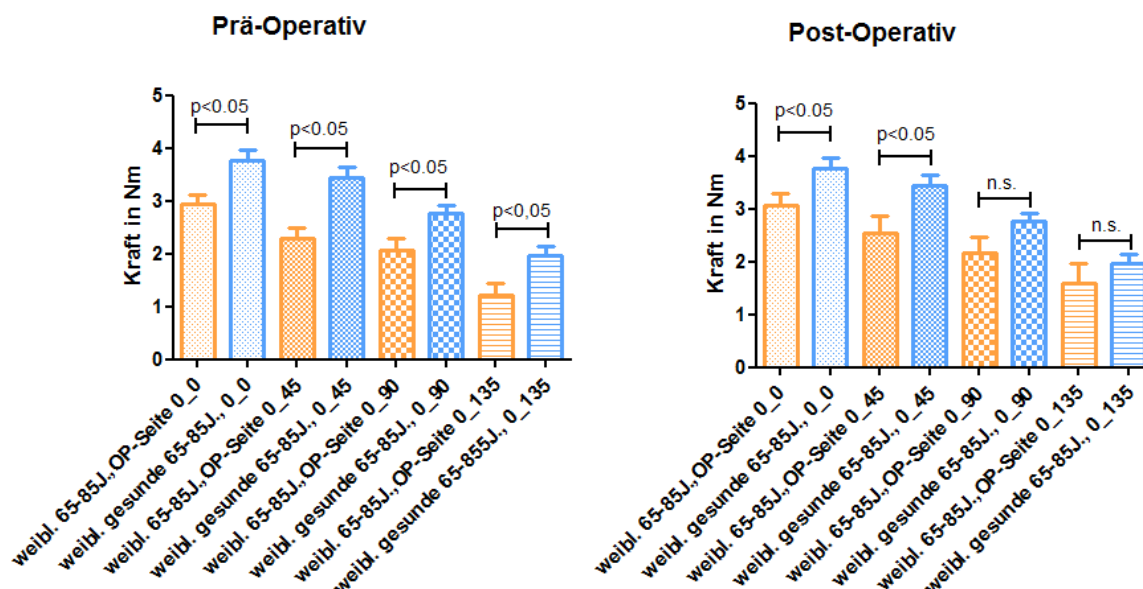 Prä-Operativ
5
4
3
2
1
0
Kraft in Nm
p<0.05
p<0.05
p<0.05
p<0,05
weibl. 65-85J., OP-Seite 0_0
weibl. gesunde 65-85J., 0_0
weibl. 65-85J., OP-Seite 0_45
weibl. gesunde 65-85J., 0_45
weibl. 65-85J., OP-Seite 0_90
weibl. gesunde 65-85J., 0_90
weibl. 65-85J., OP-Seite 0_135
weibl. gesunde 65-855J., 0_135
Post-Operativ
5
4
3
2
1
0
Kraft in Nm
p<0.05
p<0.05
n.s.
n.s.
weibl. 65-85J., OP-Seite 0_0
weibl. gesunde 65-85J., 0_0
weibl. 65-85J., OP-Seite 0_45
weibl. gesunde 65-85J., 0_45
weibl. 65-85J., OP-Seite 0_90
weibl. gesunde 65-85J., 0_90
weibl. 65-85J., OP-Seite 0_135
weibl. gesunde 65-85J., 0_135